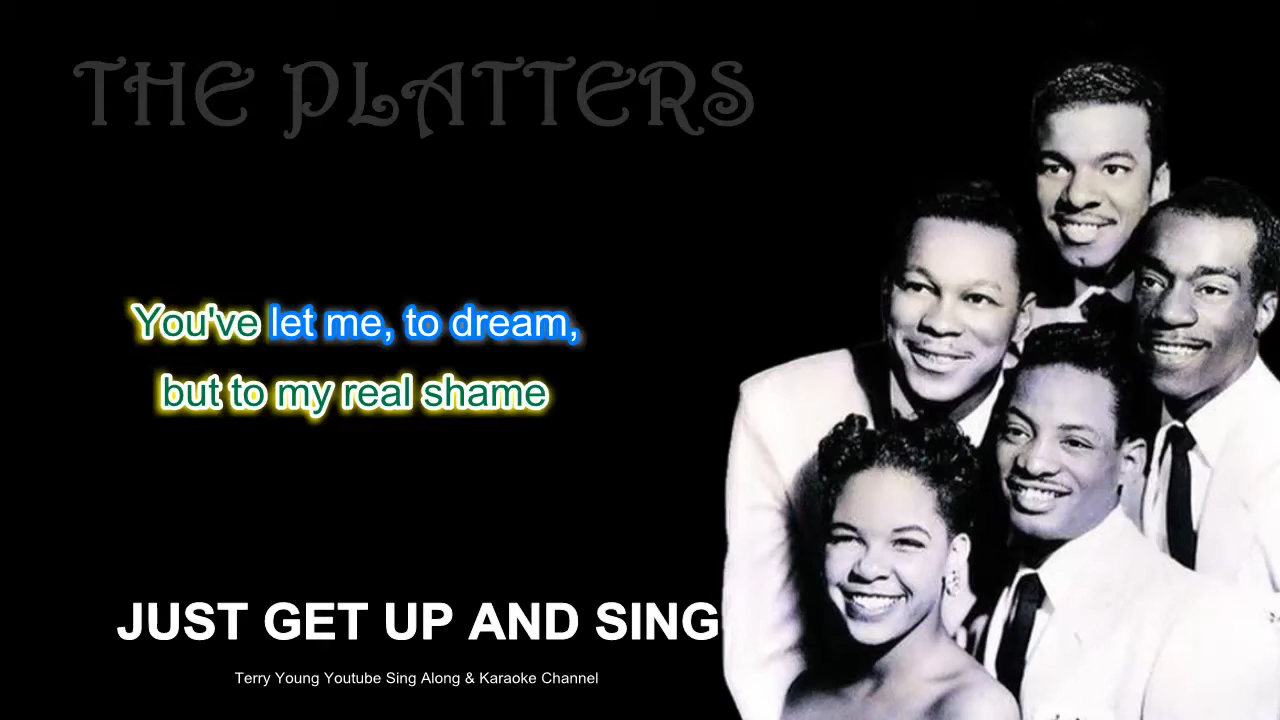 THE PLATTERS
You've let me, to dream,
but to my real shame
JUST GET UP AND SING
Terry Young Youtube Sing Along & Karaoke Channel